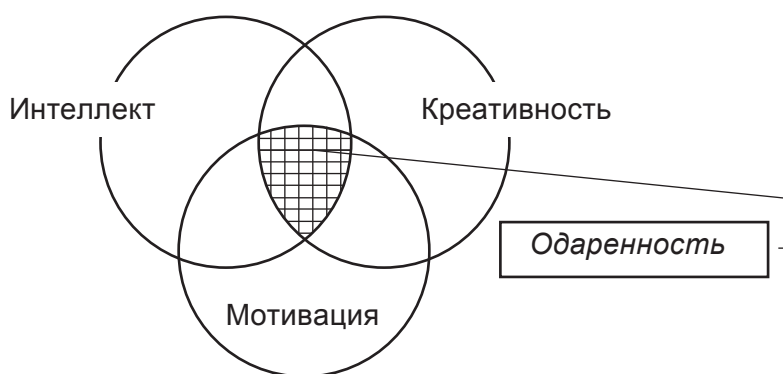 Интеллект
Креативность
Одаренность
Мотивация